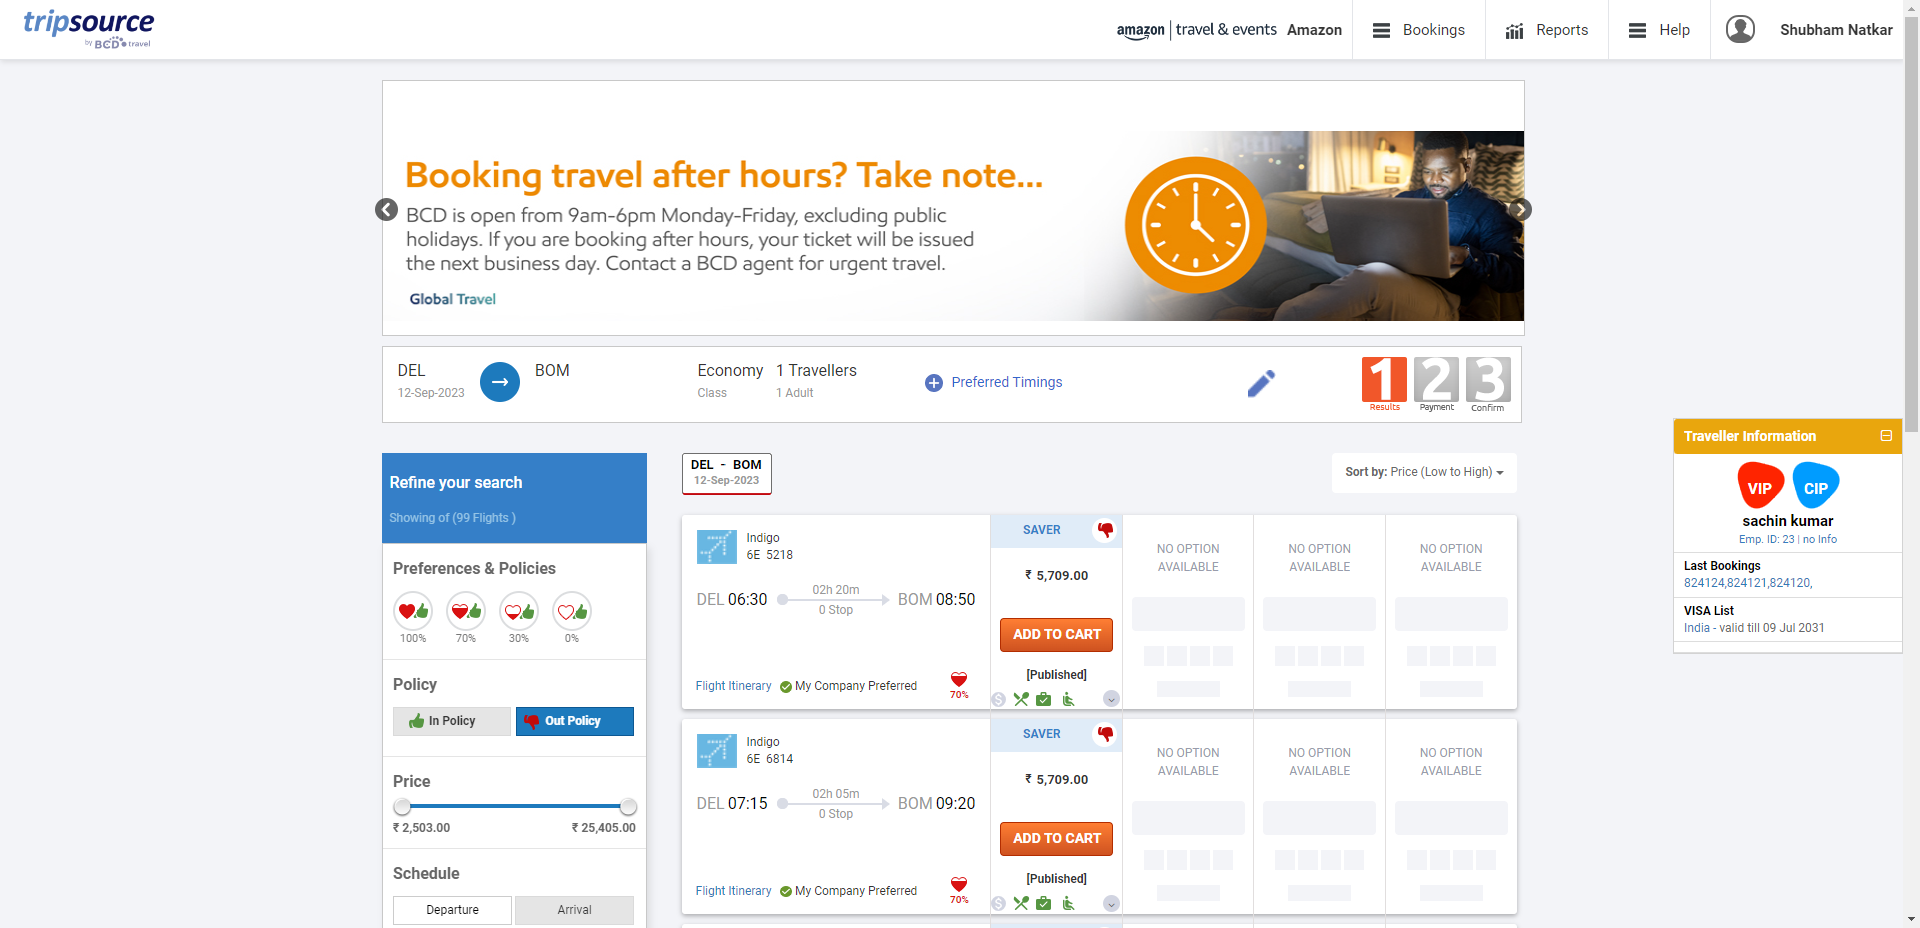 tripsource
by BCD travel
amazon | travel & events Amazon
Bookings
Reports
Help
Shubham Natkar
Booking travel after hours? Take note...
BCD is open from 9am-6pm Monday-Friday, excluding public
holidays. If you are booking after hours, your ticket will be issued
the next business day. Contact a BCD agent for urgent travel.
Global Travel
DEL
12-Sep-2023
BOM
Economy
Class
1 Travellers
1 Adult
Preferred Timings
1
Results
2
Payment
3
Confirm
Traveller Information
VIP
CIP
sachin kumar
Emp. ID: 23 | no Info
Last Bookings
824124,824121,824120,
VISA List
India - valid till 09 Jul 2031
Refine your search
Showing of (99 Flights )
Preferences & Policies
100%
70%
30%
0%
Policy
In Policy
Out Policy
Price
₹ 2,503.00
₹ 25,405.00
Schedule
Departure
Arrival
DEL - BOM
12-Sep-2023
Sort by: Price (Low to High)
Indigo
6E 5218
DEL 06:30
02h 20m
0 Stop
BOM 08:50
Flight Itinerary
My Company Preferred
70%
SAVER
₹ 5,709.00
ADD TO CART
[Published]
NO OPTION
AVAILABLE
NO OPTION
AVAILABLE
NO OPTION
AVAILABLE
Indigo
6E 6814
DEL 07:15
02h 05m
0 Stop
BOM 09:20
Flight Itinerary
My Company Preferred
70%
SAVER
₹ 5,709.00
ADD TO CART
[Published]
NO OPTION
AVAILABLE
NO OPTION
AVAILABLE
NO OPTION
AVAILABLE